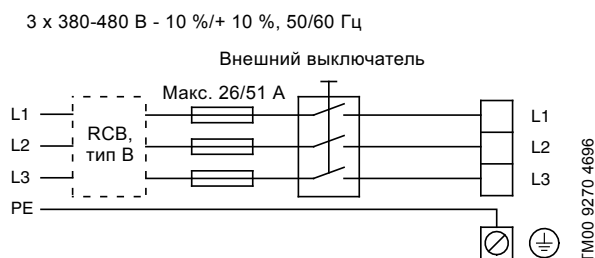 3 x 380-480 В - 10 %/+ 10 %, 50/60 Гц
Внешний выключатель
Макс. 26/51 А
L1
L2
L3
PE
RCB,
тип В
L1
L2
L3
TM00 9270 4696